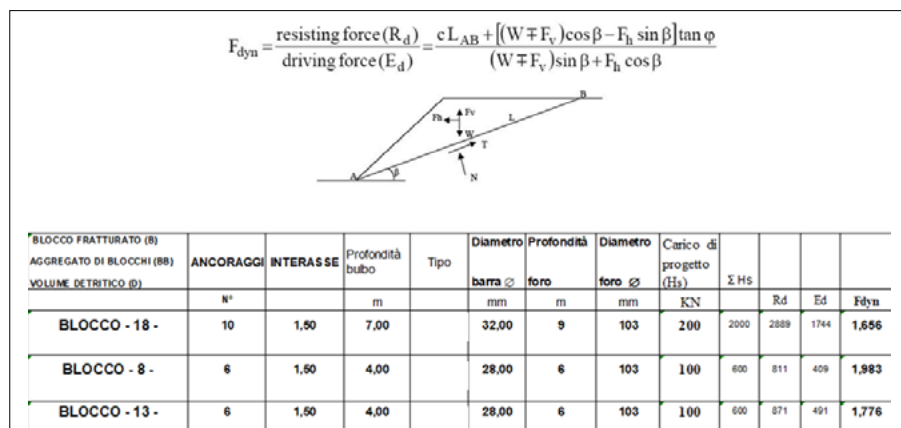 F_dyn = resisting force (R_d) / driving force (E_d) = c L_AB + [(W ∓ F_v) cos β − F_h sin β] tan φ / (W ∓ F_v) sin β + F_h cos β
B
Fh Fv L
W
T
A β N
BLOCCO FRATTURATO (B) AGGREGATO DI BLOCCHI (BB) VOLUME DETRITICO (D) ANCORAGGI INTERASSE Profondità bulbo Tipo Diametro barra ∅ Profondità foro Diametro foro ∅ Carico di progetto (Hs) Σ Hs
N° m mm m mm KN Rd Ed Fdyn
BLOCCO - 18 - 10 1,50 7,00 32,00 9 103 200 2000 2889 1744 1,656
BLOCCO - 8 - 6 1,50 4,00 28,00 6 103 100 600 811 409 1,983
BLOCCO - 13 - 6 1,50 4,00 28,00 6 103 100 600 871 491 1,776